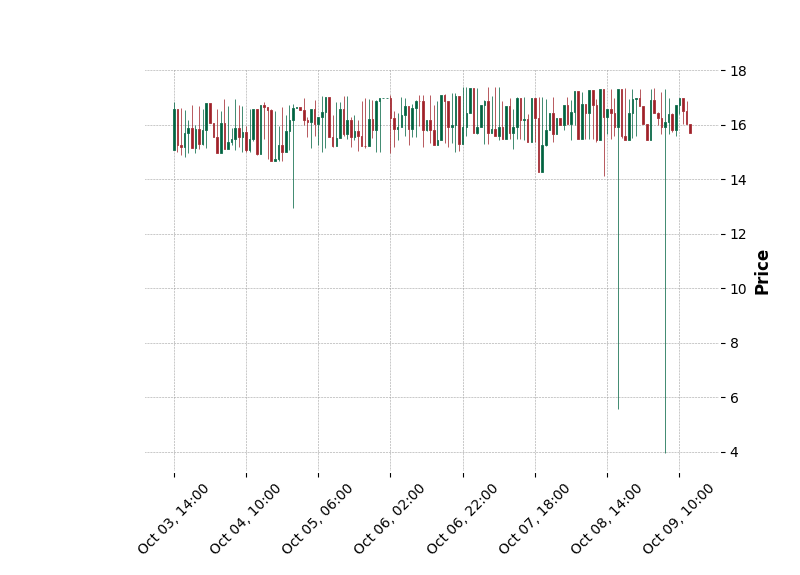 18
16
14
12
10
8
6
4
Price
Oct 03, 14:00
Oct 04, 10:00
Oct 05, 06:00
Oct 06, 02:00
Oct 06, 22:00
Oct 07, 18:00
Oct 08, 14:00
Oct 09, 10:00